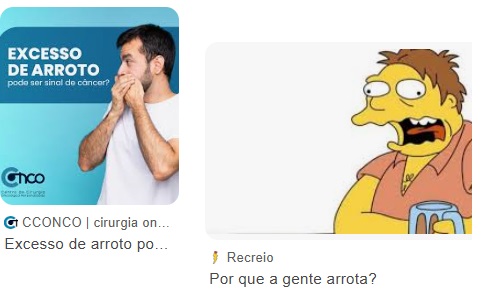 EXCESSO
DE ARROTO
pode ser sinal de câncer?
CCONCO | cirurgia on...
Excesso de arroto po...
Recreio
Por que a gente arrota?